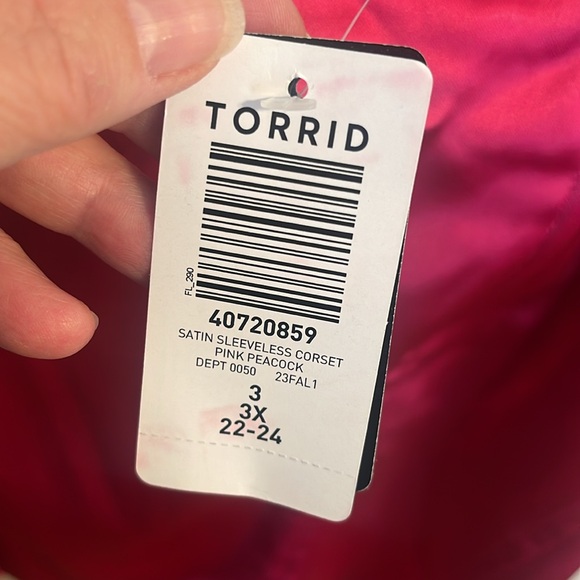 TORRID
FL_290
40720859
SATIN SLEEVELESS CORSET
PINK PEACOCK
DEPT 0050 23FAL1
3
3X
22-24